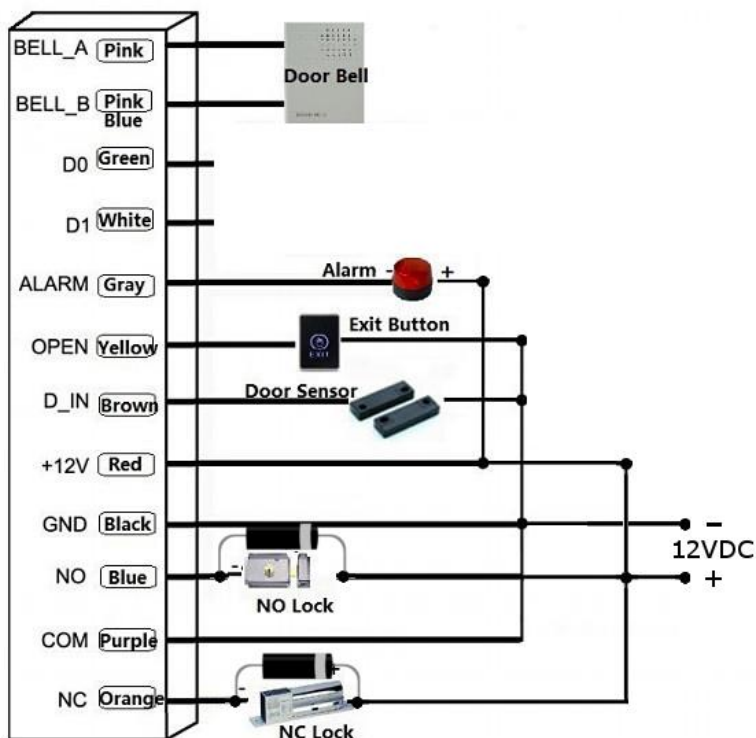 BELL_A Pink
Door Bell
BELL_B Pink Blue
D0 Green
D1 White
ALARM Gray
Alarm - +
OPEN Yellow
EXIT
Exit Button
D_IN Brown
Door Sensor
+12V Red
GND Black
-
12VDC
NO Blue
-
-
NO Lock
+
COM Purple
NC Orange
-
+
NC Lock